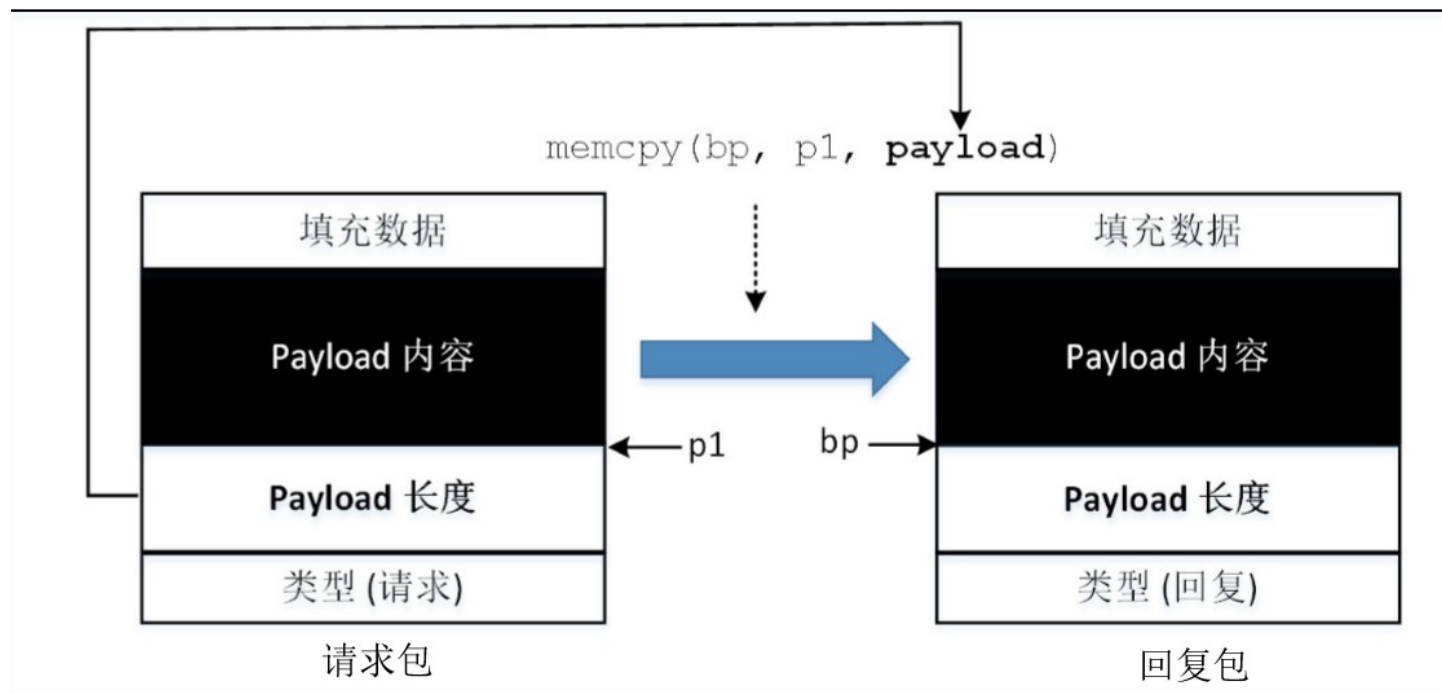 memcpy(bp, p1, payload)
填充数据
Payload 内容
p1
Payload 长度
类型 (请求)
请求包
填充数据
Payload 内容
bp
Payload 长度
类型 (回复)
回复包